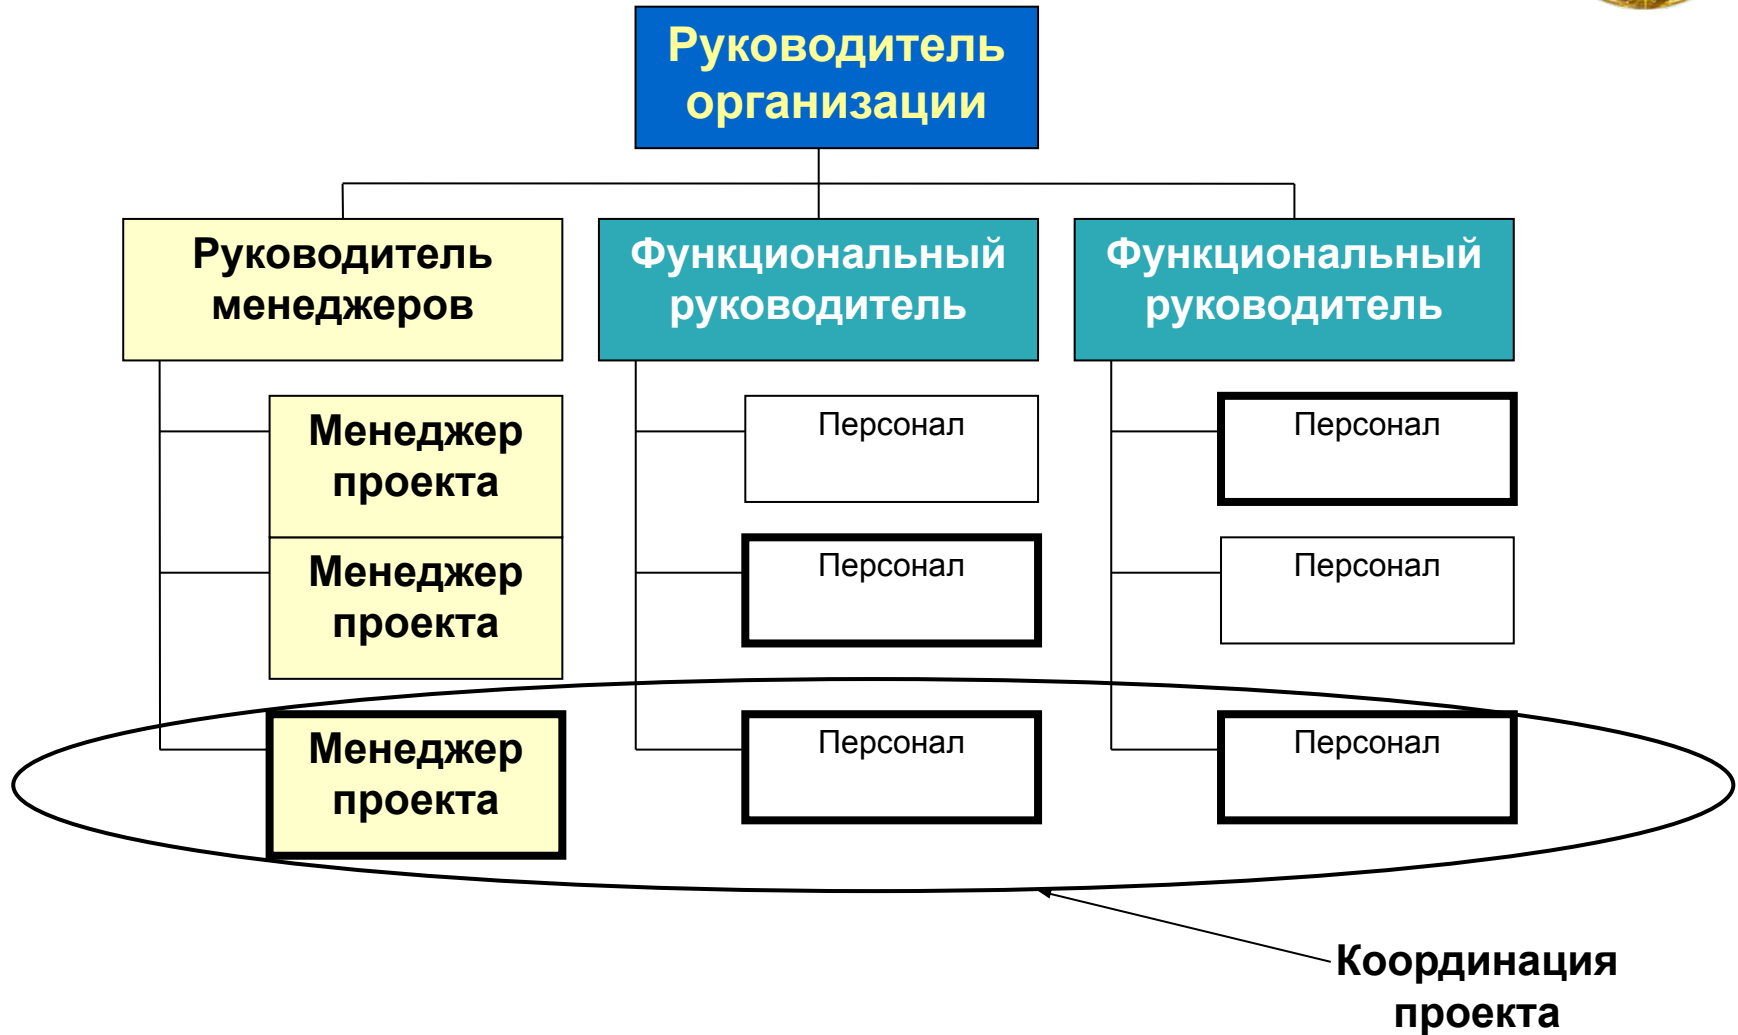 Руководитель
организации
Руководитель
менеджеров
Функциональный
руководитель
Функциональный
руководитель
Менеджер
проекта
Персонал
Персонал
Менеджер
проекта
Персонал
Персонал
Менеджер
проекта
Персонал
Персонал
Координация
проекта